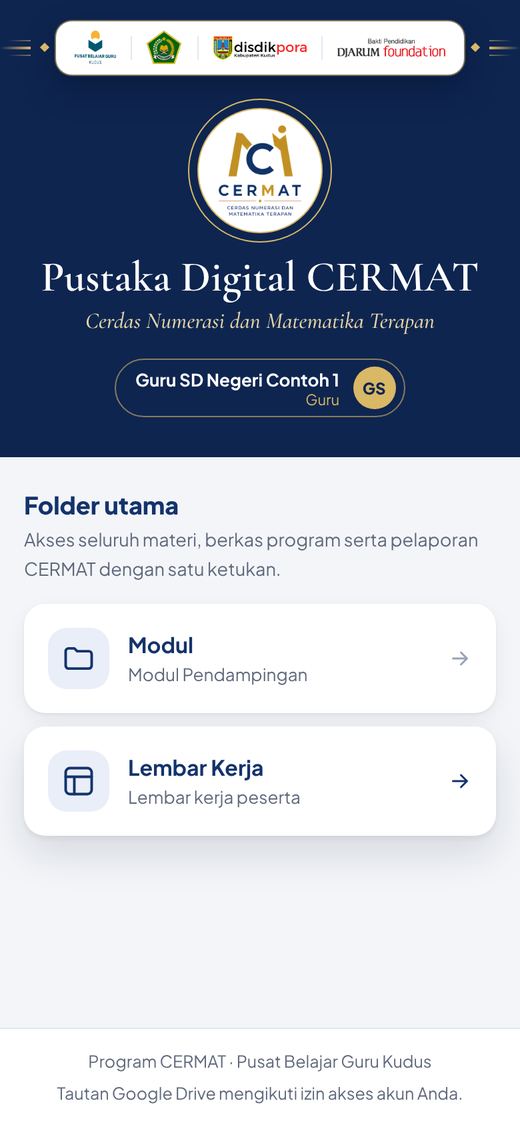 PUSAT BELAJAR GURU
KUDUS
disdikpora
Kabupaten Kudus
Bakti Pendidikan
DJARUM foundation
CERMAT
CERDAS NUMERASI DAN
MATEMATIKA TERAPAN
Pustaka Digital CERMAT
Cerdas Numerasi dan Matematika Terapan
Guru SD Negeri Contoh 1
Guru
GS
Folder utama
Akses seluruh materi, berkas program serta pelaporan
CERMAT dengan satu ketukan.
Modul
Modul Pendampingan
Lembar Kerja
Lembar kerja peserta
Program CERMAT · Pusat Belajar Guru Kudus
Tautan Google Drive mengikuti izin akses akun Anda.